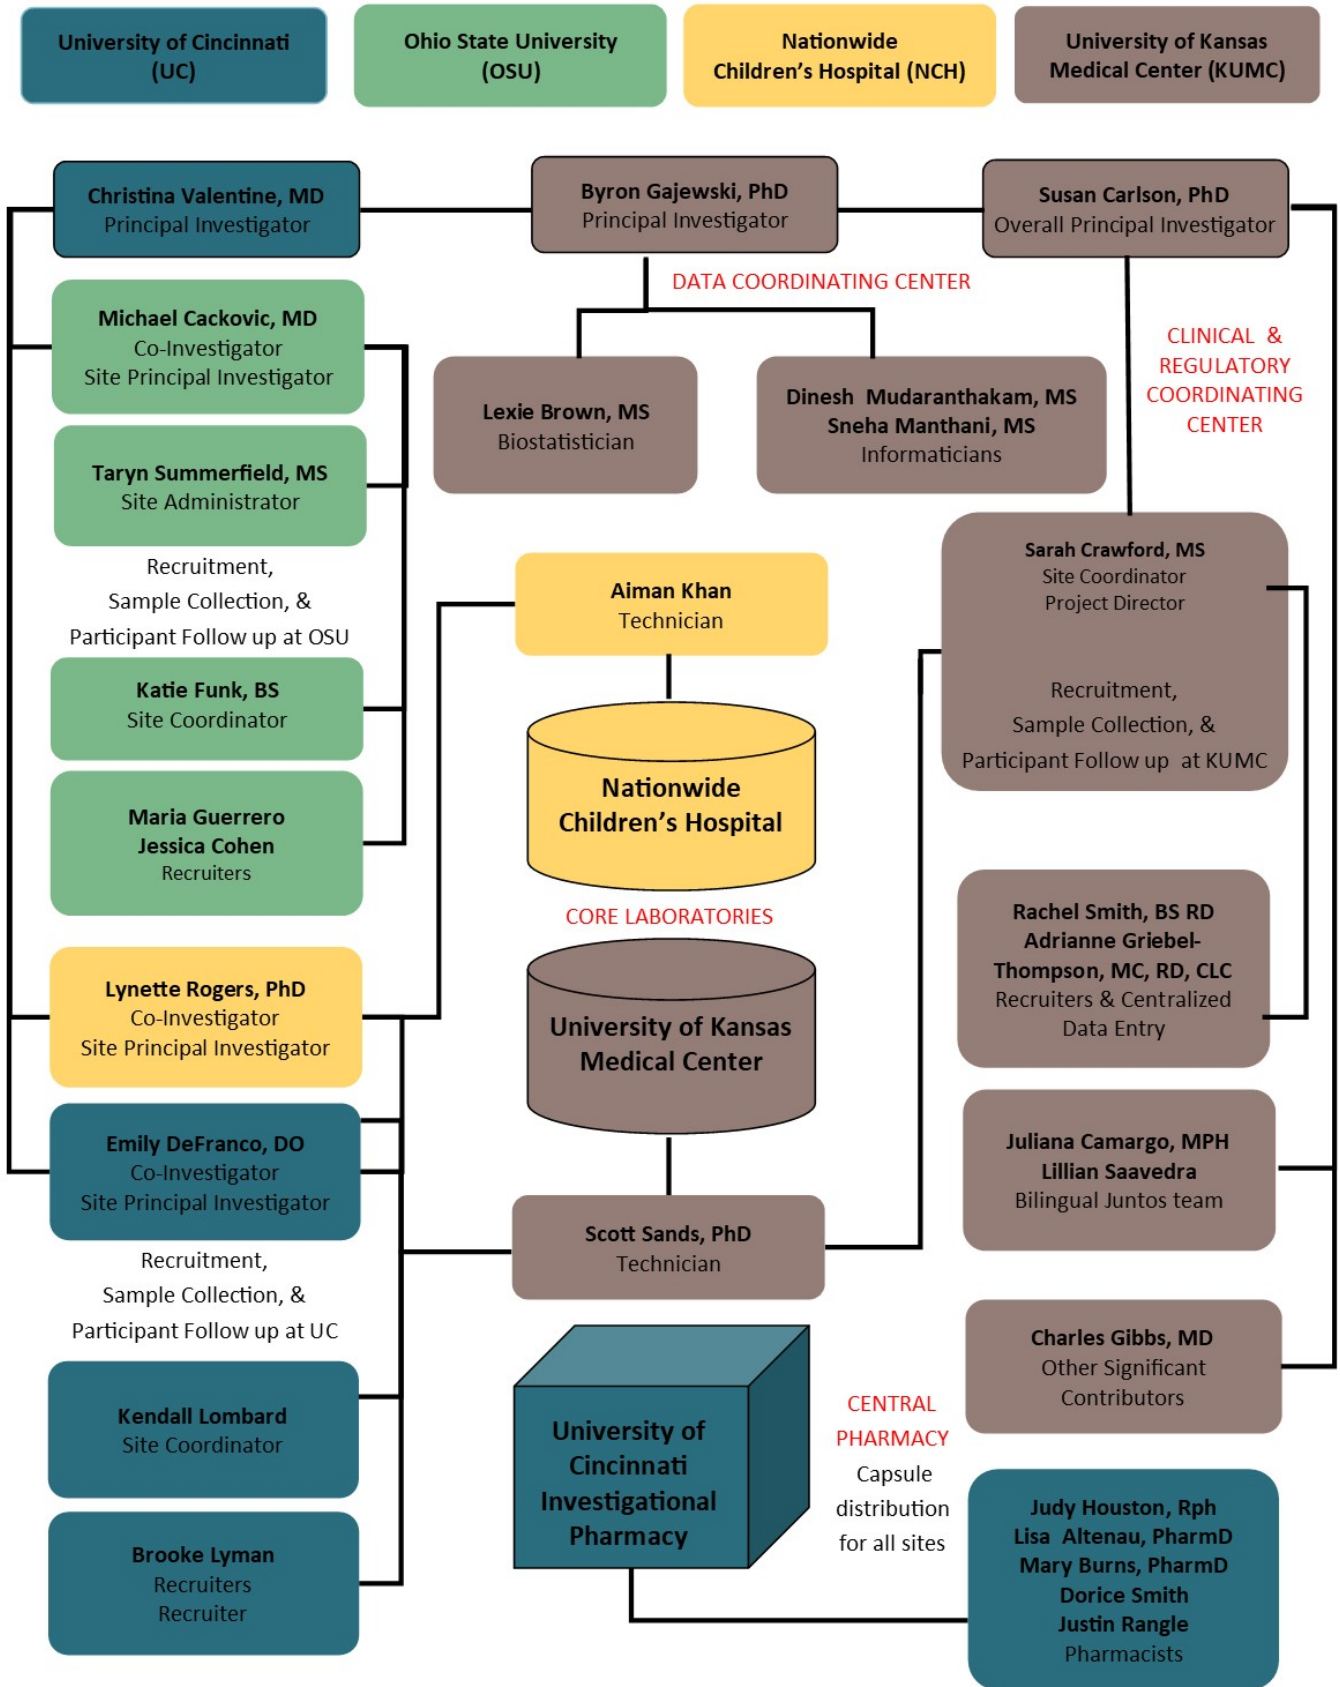 University of Cincinnati
(UC)
Ohio State University
(OSU)
Nationwide
Children's Hospital (NCH)
University of Kansas
Medical Center (KUMC)
Christina Valentine, MD
Principal Investigator
Byron Gajewski, PhD
Principal Investigator
Susan Carlson, PhD
Overall Principal Investigator
DATA COORDINATING CENTER
CLINICAL &
REGULATORY
COORDINATING
CENTER
Michael Cackovic, MD
Co-Investigator
Site Principal Investigator
Lexie Brown, MS
Biostatistician
Dinesh Mudaranthakam, MS
Sneha Manthani, MS
Informaticians
Taryn Summerfield, MS
Site Administrator
Recruitment,
Sample Collection, &
Participant Follow up at OSU
Katie Funk, BS
Site Coordinator
Maria Guerrero
Jessica Cohen
Recruiters
Aiman Khan
Technician
Nationwide
Children's Hospital
CORE LABORATORIES
University of Kansas
Medical Center
Scott Sands, PhD
Technician
Sarah Crawford, MS
Site Coordinator
Project Director
Recruitment,
Sample Collection, &
Participant Follow up at KUMC
Rachel Smith, BS RD
Adrianne Griebel-
Thompson, MC, RD, CLC
Recruiters & Centralized
Data Entry
Juliana Camargo, MPH
Lillian Saavedra
Bilingual Juntos team
Charles Gibbs, MD
Other Significant
Contributors
Lynette Rogers, PhD
Co-Investigator
Site Principal Investigator
Emily DeFranco, DO
Co-Investigator
Site Principal Investigator
Recruitment,
Sample Collection, &
Participant Follow up at UC
Kendall Lombard
Site Coordinator
Brooke Lyman
Recruiters
Recruiter
University of
Cincinnati
Investigational
Pharmacy
CENTRAL
PHARMACY
Capsule
distribution
for all sites
Judy Houston, Rph
Lisa Altenau, PharmD
Mary Burns, PharmD
Dorice Smith
Justin Rangle
Pharmacists